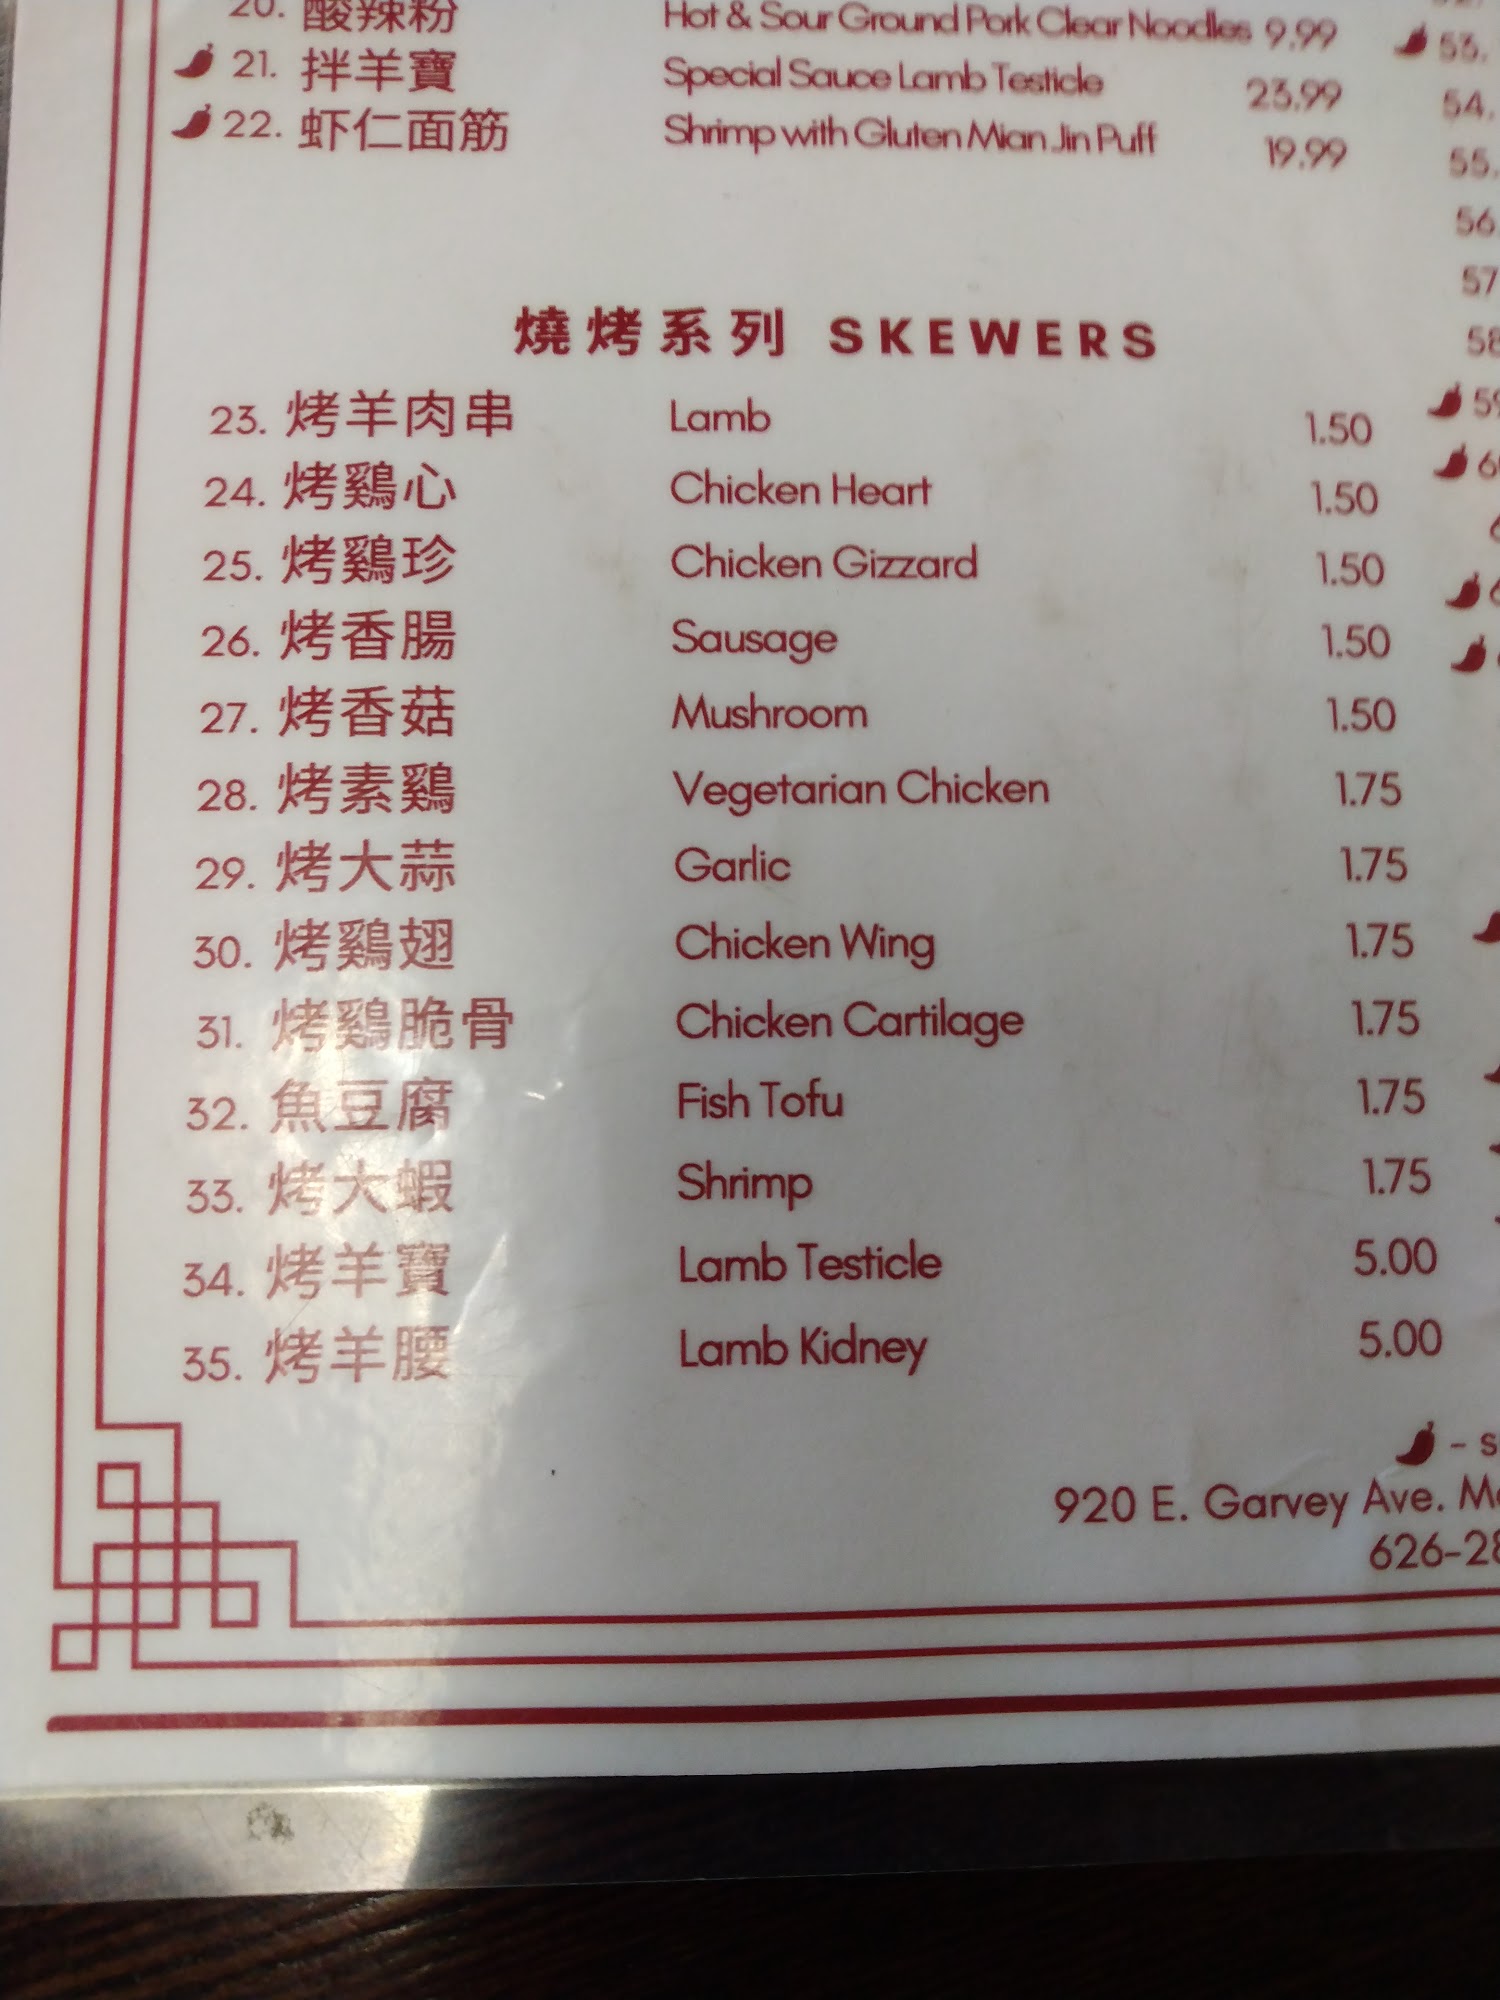 20. 酸辣粉 Hot & Sour Ground Pork Clear Noodles 9.99
21. 拌羊寶 Special Sauce Lamb Testicle 23.99
22. 虾仁面筋 Shrimp with Gluten Mian Jin Puff 19.99
燒烤系列 SKEWERS
23. 烤羊肉串 Lamb 1.50
24. 烤鷄心 Chicken Heart 1.50
25. 烤鷄珍 Chicken Gizzard 1.50
26. 烤香腸 Sausage 1.50
27. 烤香菇 Mushroom 1.50
28. 烤素鷄 Vegetarian Chicken 1.75
29. 烤大蒜 Garlic 1.75
30. 烤鷄翅 Chicken Wing 1.75
31. 烤鷄脆骨 Chicken Cartilage 1.75
32. 魚豆腐 Fish Tofu 1.75
33. 烤大蝦 Shrimp 1.75
34. 烤羊寶 Lamb Testicle 5.00
35. 烤羊腰 Lamb Kidney 5.00
53.
54.
55.
56
57
58
- s
920 E. Garvey Ave.
626-28